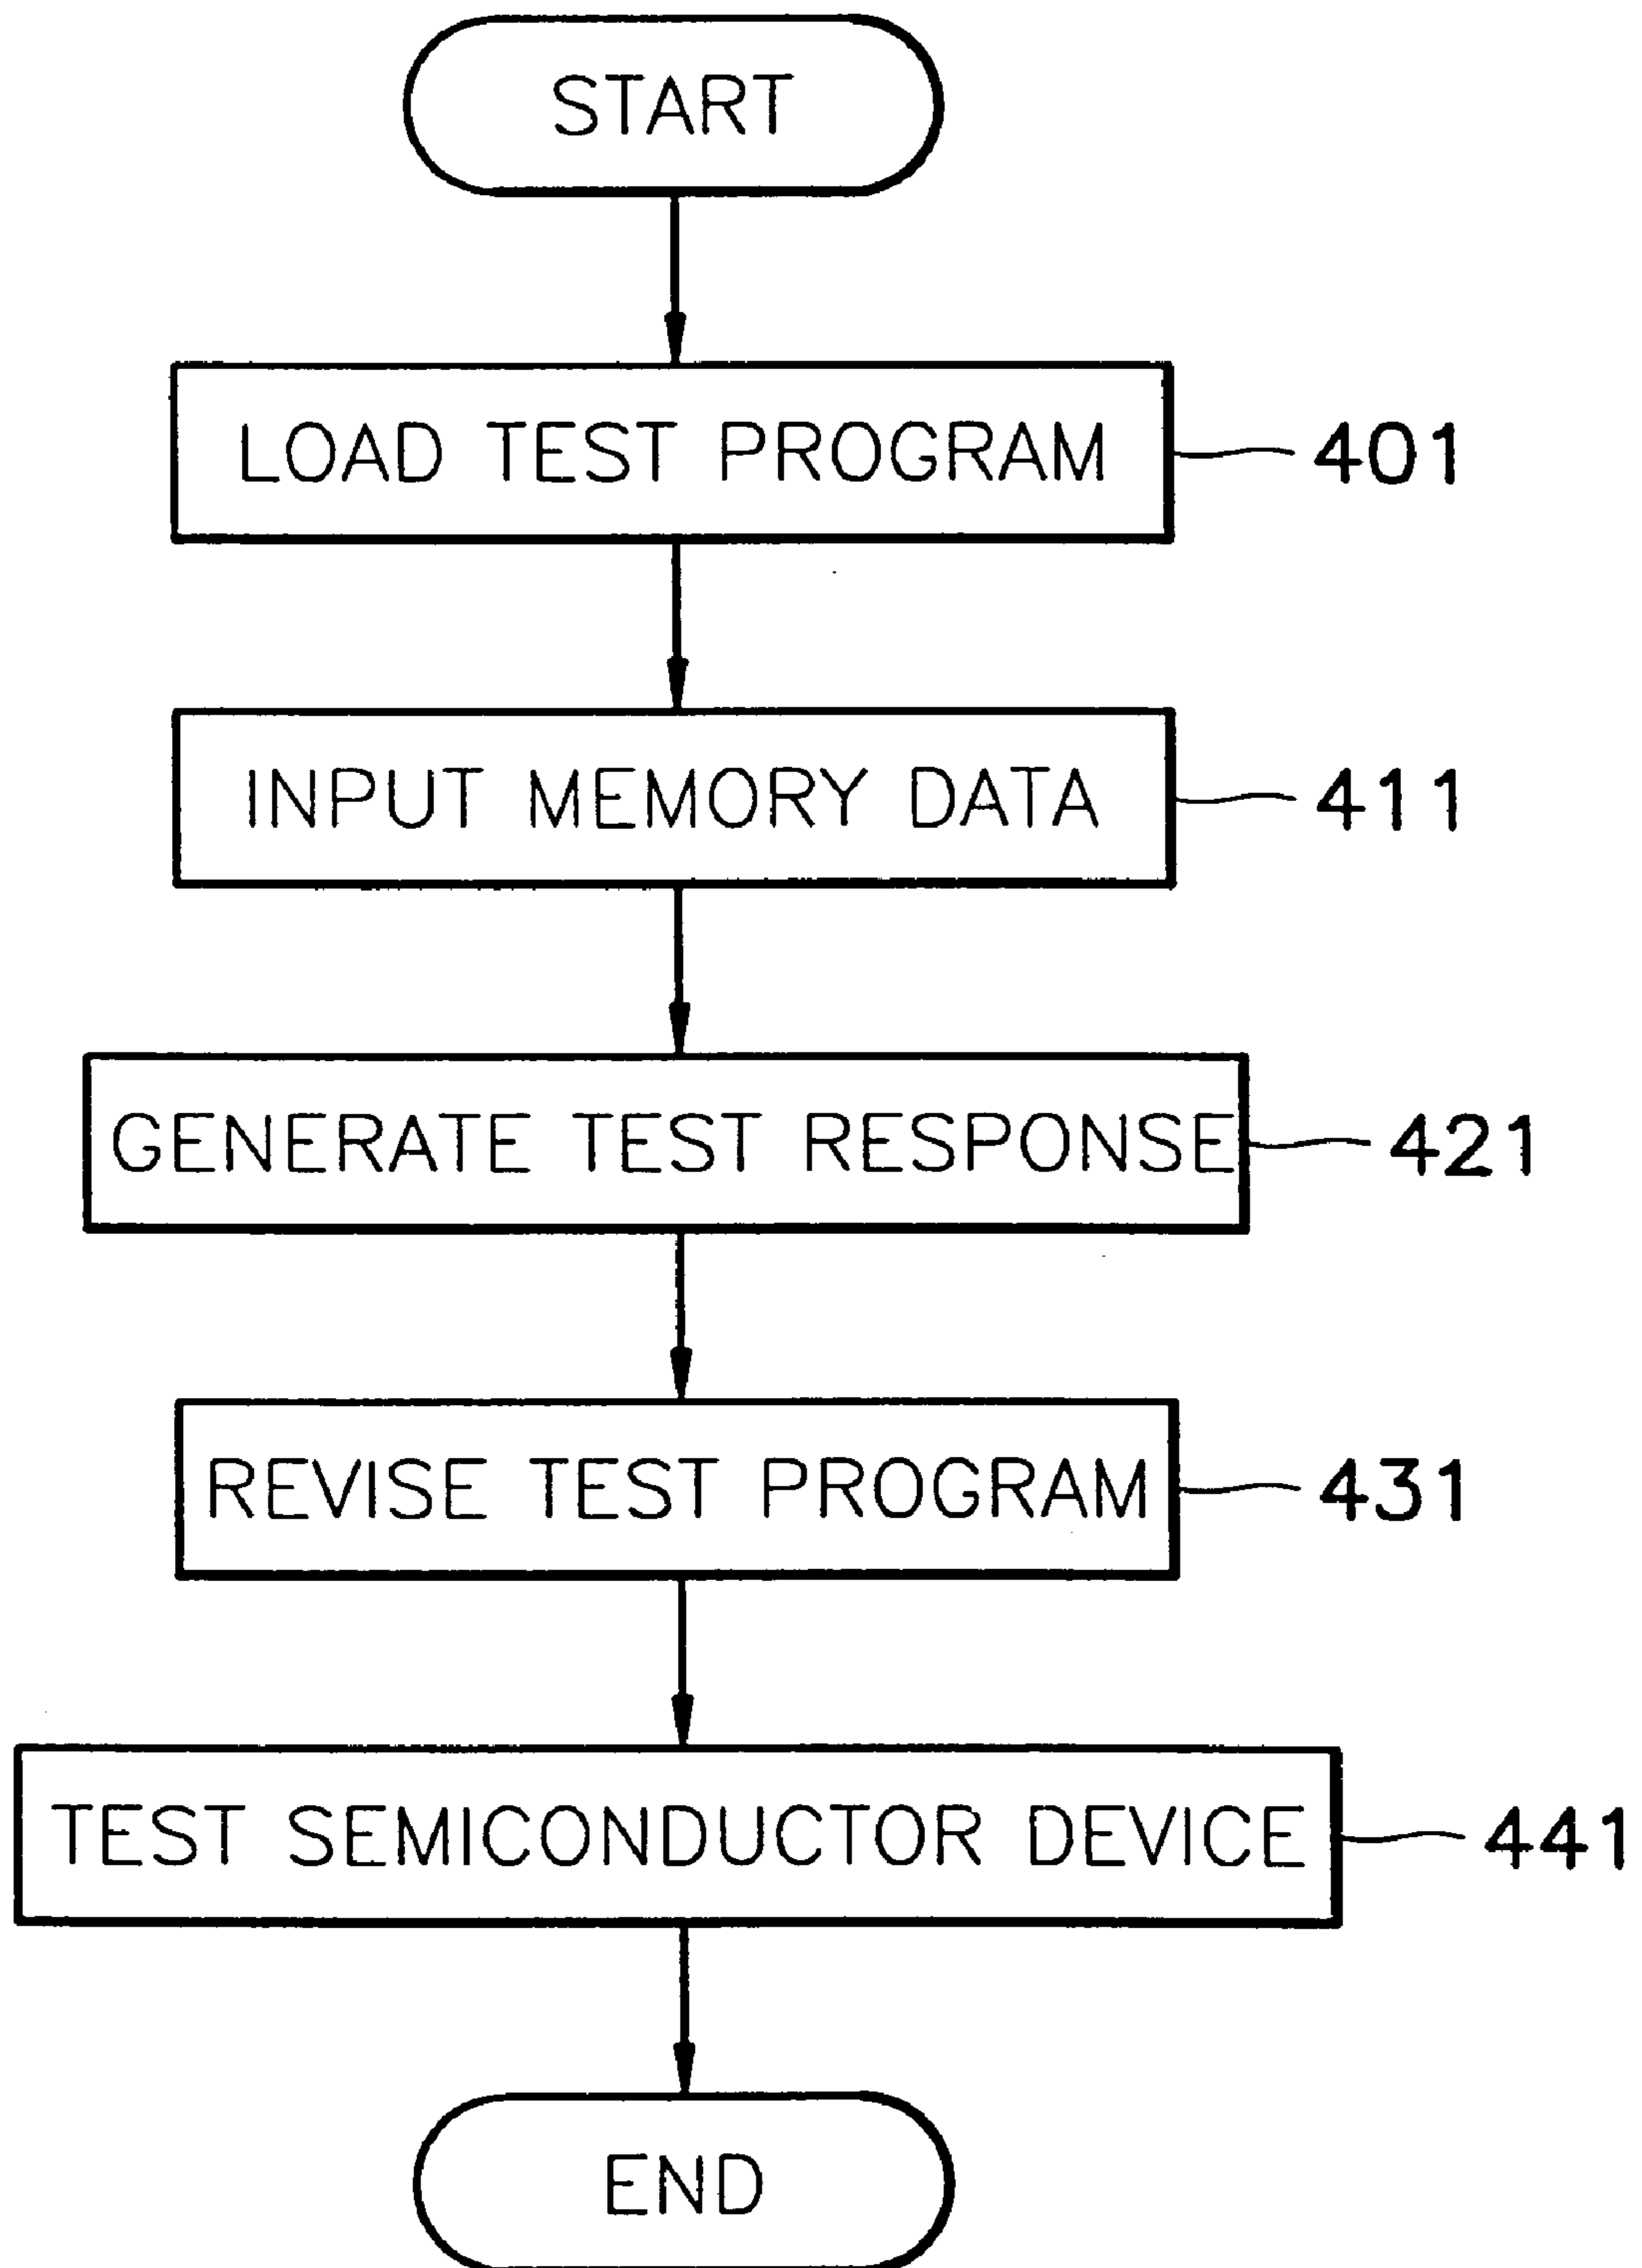 START
LOAD TEST PROGRAM 401
INPUT MEMORY DATA 411
GENERATE TEST RESPONSE 421
REVISE TEST PROGRAM 431
TEST SEMICONDUCTOR DEVICE 441
END